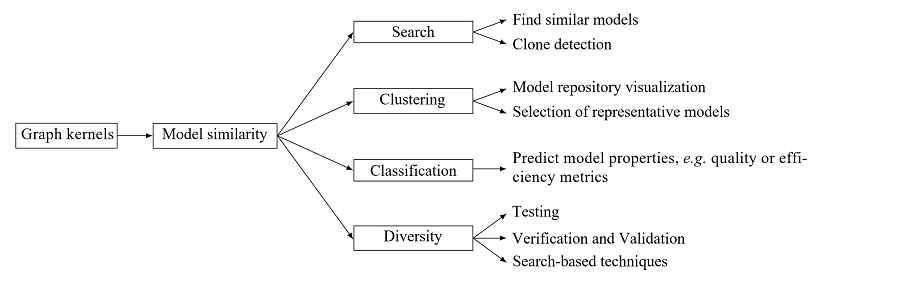 Graph kernels
Model similarity
Search
Find similar models
Clone detection
Clustering
Model repository visualization
Selection of representative models
Classification
Predict model properties, e.g. quality or effi-
ciency metrics
Diversity
Testing
Verification and Validation
Search-based techniques